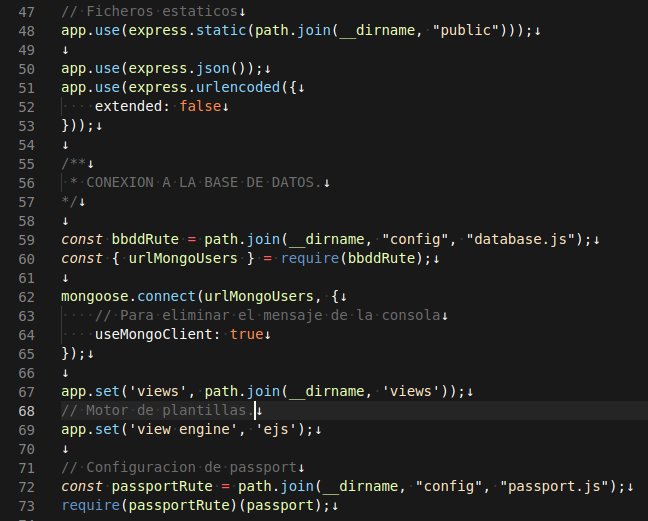 47 // Ficheros estaticos↓
48 app.use(express.static(path.join(__dirname, "public")));↓
49 ↓
50 app.use(express.json());↓
51 app.use(express.urlencoded({↓
52 ····extended:·false↓
53 }));↓
54 ↓
55 /**↓
56 ·*·CONEXION·A·LA·BASE·DE·DATOS.↓
57 */↓
58 ↓
59 const bbddRute = path.join(__dirname, "config", "database.js");↓
60 const { urlMongoUsers } = require(bbddRute);↓
61 ↓
62 mongoose.connect(urlMongoUsers, {↓
63 ····// Para eliminar el mensaje de la consola↓
64 ····useMongoClient: true↓
65 });↓
66 ↓
67 app.set('views', path.join(__dirname, 'views'));↓
68 // Motor de plantillas.↓
69 app.set('view engine', 'ejs');↓
70 ↓
71 // Configuracion de passport↓
72 const passportRute = path.join(__dirname, "config", "passport.js");↓
73 require(passportRute)(passport);↓